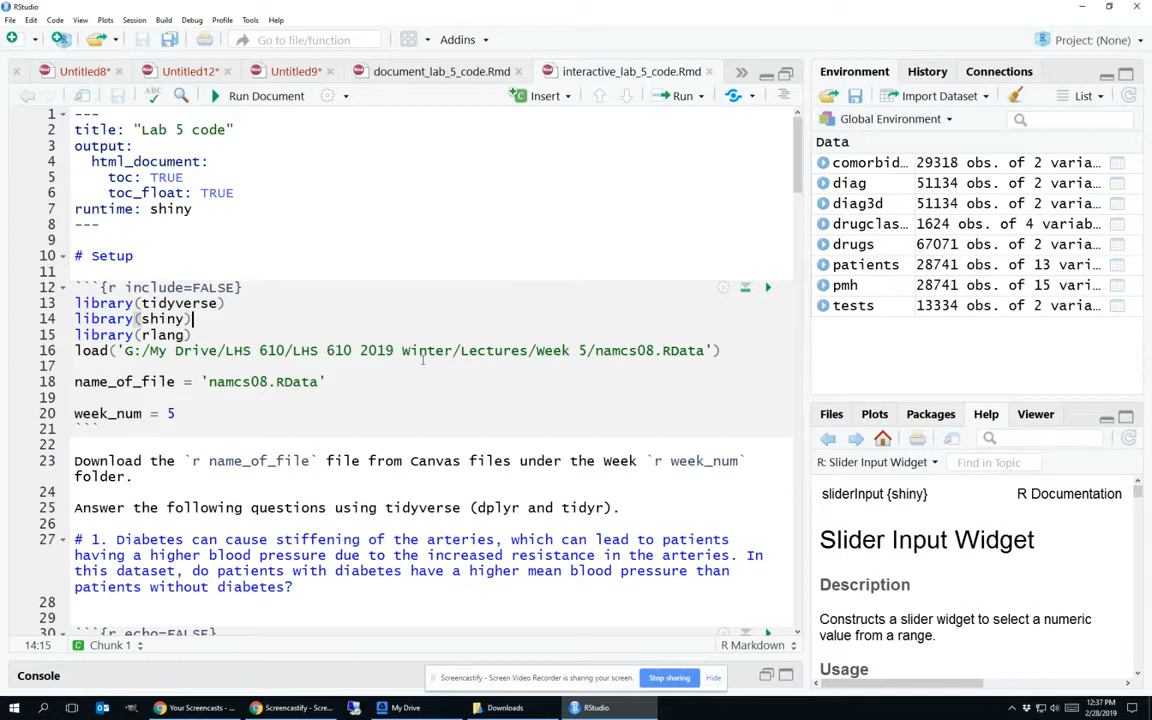 RStudio
File Edit Code View Plots Session Build Debug Profile Tools Help
Go to file/function
Addins
Project: (None)
Untitled8*
Untitled12*
Untitled9*
document_lab_5_code.Rmd
interactive_lab_5_code.Rmd
ABC
Run Document
Insert
Run
1 ---
2 title: "Lab 5 code"
3 output:
4 html_document:
5 toc: TRUE
6 toc_float: TRUE
7 runtime: shiny
8 ---
9
10 # Setup
11
12 ```{r include=FALSE}
13 library(tidyverse)
14 library(shiny)
15 library(rlang)
16 load('G:/My Drive/LHS 610/LHS 610 2019 Winter/Lectures/Week 5/namcs08.RData')
17
18 name_of_file = 'namcs08.RData'
19
20 week_num = 5
21 ```
22
23 Download the `r name_of_file` file from Canvas files under the Week `r week_num`
folder.
24
25 Answer the following questions using tidyverse (dplyr and tidyr).
26
27 # 1. Diabetes can cause stiffening of the arteries, which can lead to patients
having a higher blood pressure due to the increased resistance in the arteries. In
this dataset, do patients with diabetes have a higher mean blood pressure than
patients without diabetes?
28
29
30 ```{r echo=FALSE}
14:15
Chunk 1
R Markdown
Console
Environment History Connections
Import Dataset
List
Global Environment
Data
comorbid… 29318 obs. of 2 varia…
diag 51134 obs. of 2 varia…
diag3d 51134 obs. of 2 varia…
drugclas… 1624 obs. of 4 variab…
drugs 67071 obs. of 2 varia…
patients 28741 obs. of 13 vari…
pmh 28741 obs. of 15 vari…
tests 13334 obs. of 2 varia…
Files Plots Packages Help Viewer
R: Slider Input Widget
Find in Topic
sliderInput {shiny}
R Documentation
Slider Input Widget
Description
Constructs a slider widget to select a numeric
value from a range.
Usage
Screencastify - Screen Video Recorder is sharing your screen.
Stop sharing
Hide
Your Screencasts - …
Screencastify - Scree…
My Drive
Downloads
RStudio
12:37 PM
2/28/2019